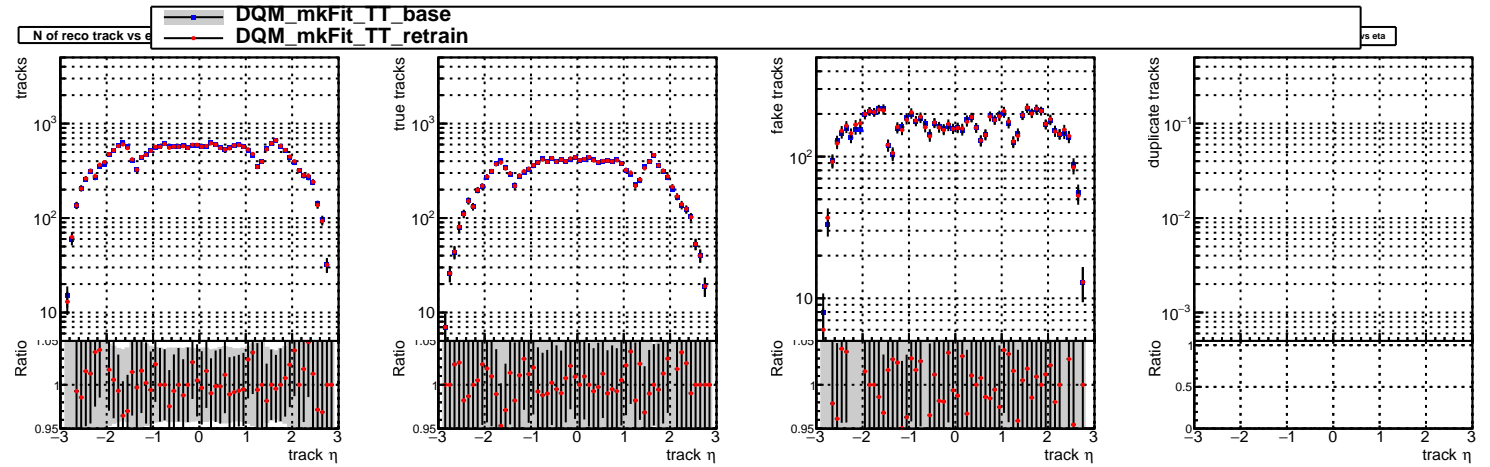 DQM_mkFit_TT_base
DQM_mkFit_TT_retrain
N of reco track vs e
vs eta
tracks
10³
10²
10
Ratio
1.05
1
0.95
−3 −2 −1 0 1 2 3
track η
true tracks
10³
10²
10
Ratio
1.05
1
0.95
−3 −2 −1 0 1 2 3
track η
fake tracks
10²
10
Ratio
1.05
1
0.95
−3 −2 −1 0 1 2 3
track η
duplicate tracks
10⁻¹
10⁻²
10⁻³
Ratio
1
0.5
0
−3 −2 −1 0 1 2 3
track η